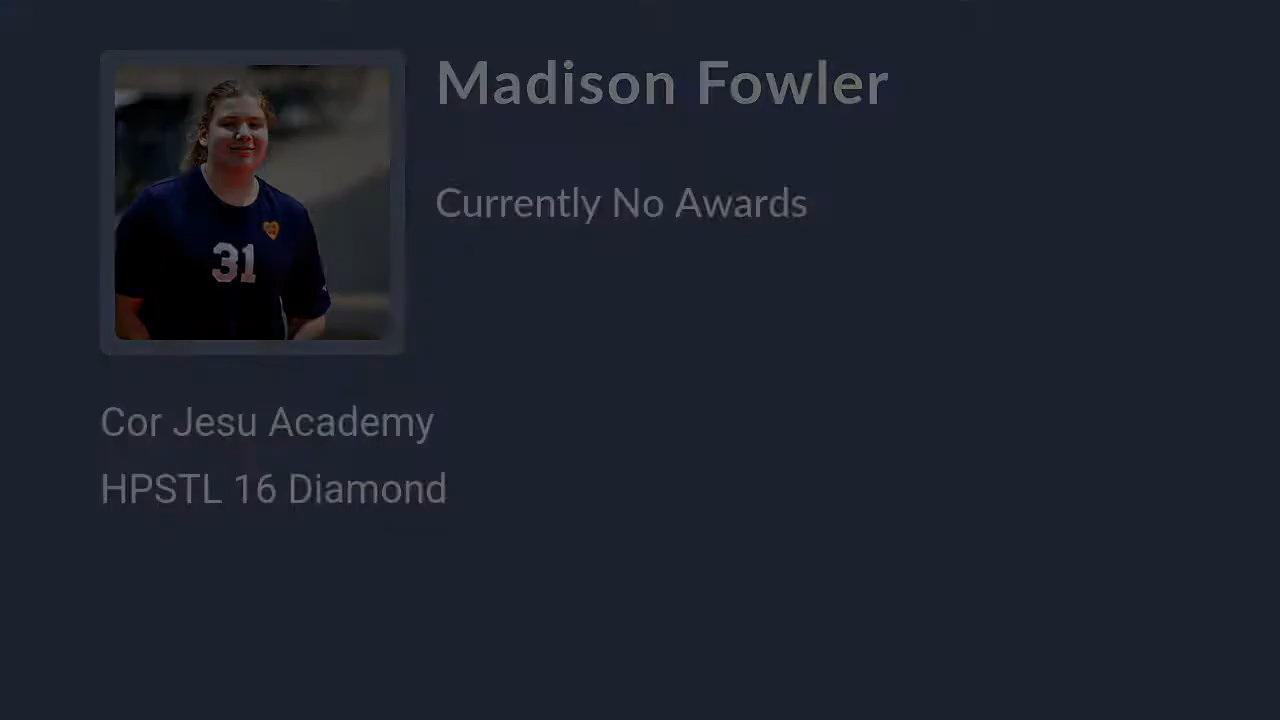 Madison Fowler
Currently No Awards
31
Cor Jesu Academy
HPSTL 16 Diamond